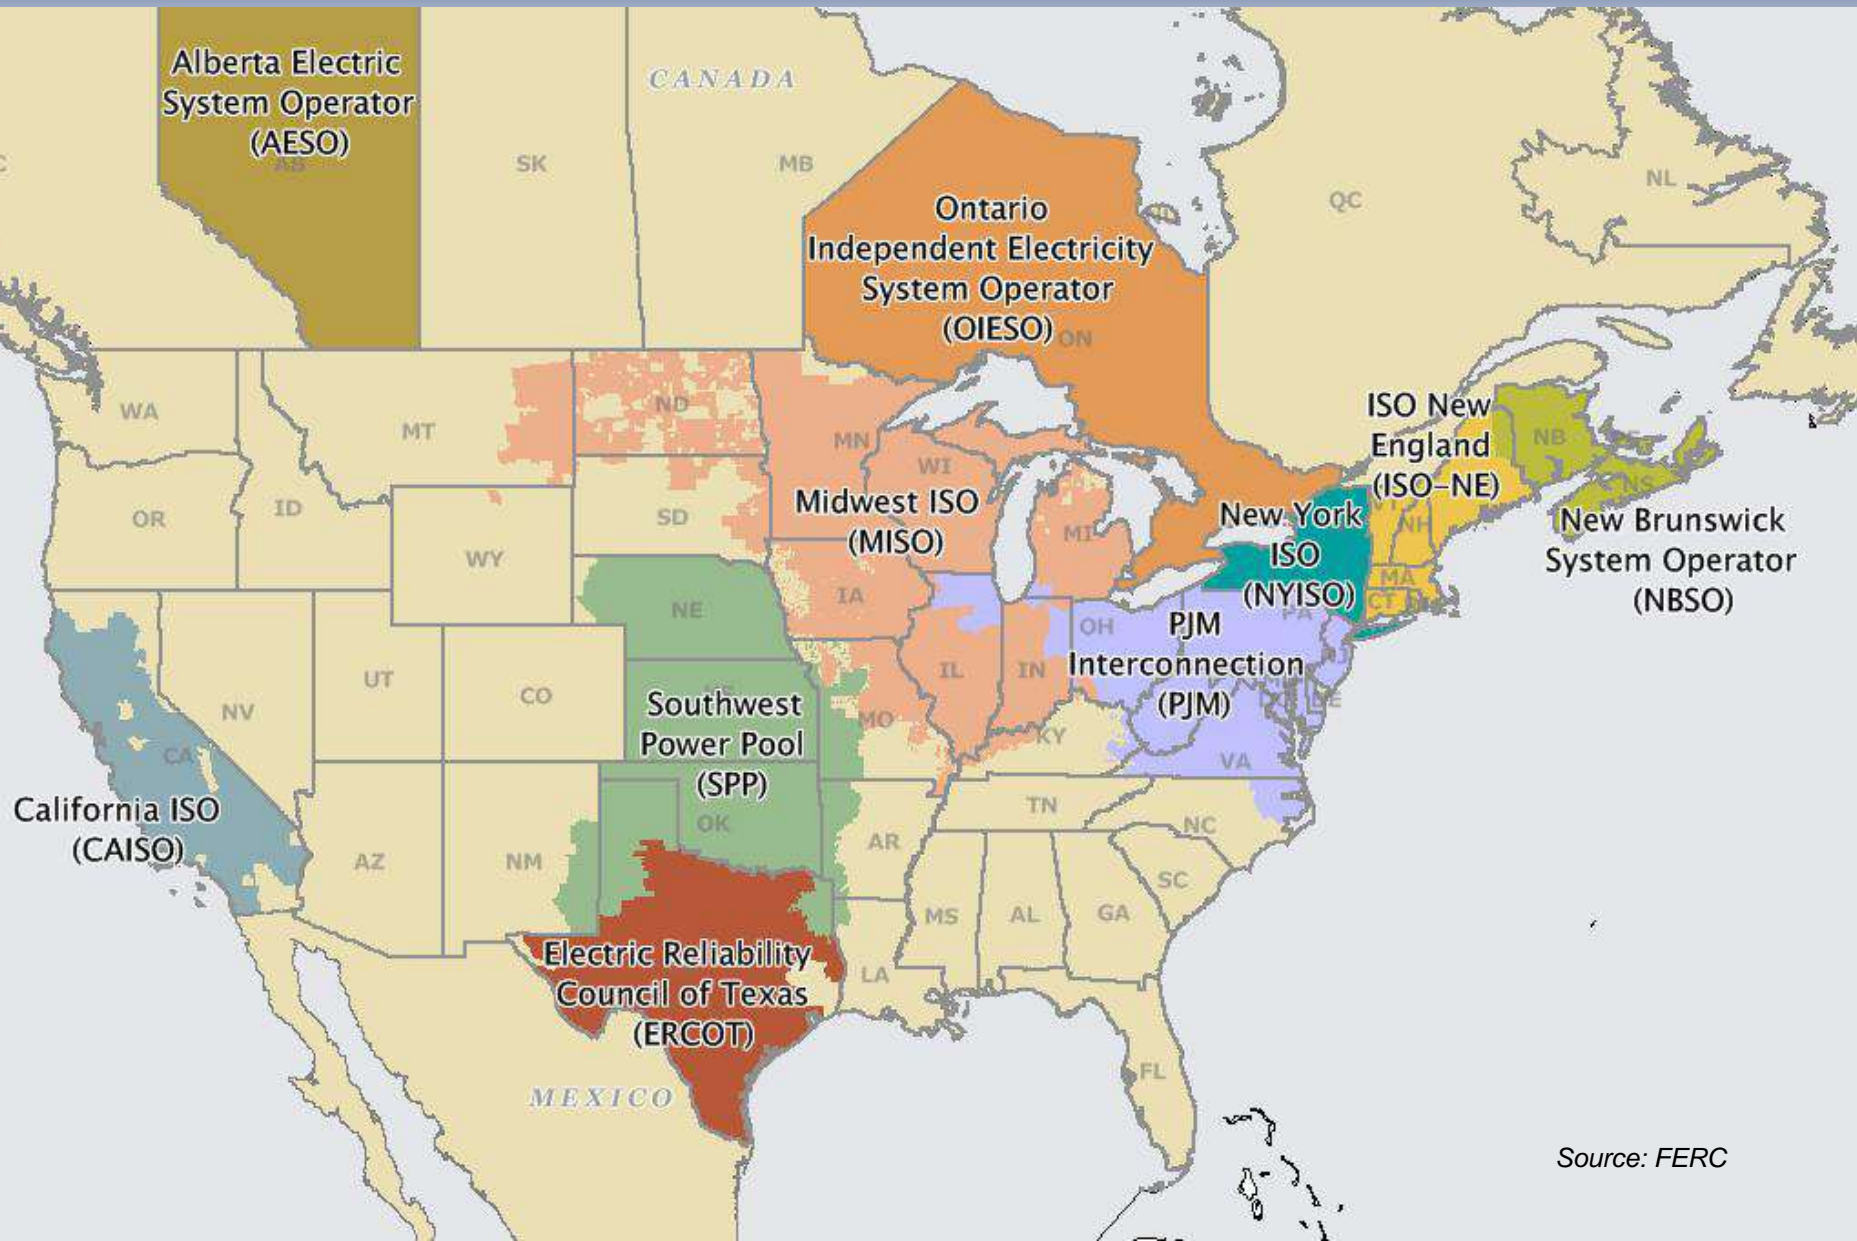 Alberta Electric
System Operator
(AESO)
AB
CANADA
SK
MB
Ontario
Independent Electricity
System Operator
(OIESO)
ON
QC
NL
WA
MT
ND
MN
WI
ISO New
England
(ISO–NE)
NB
NS
OR
ID
SD
Midwest ISO
(MISO)
MI
New York
ISO
(NYISO)
VT
NH
New Brunswick
System Operator
(NBSO)
WY
NE
IA
MA
CT
PA
OH
PJM
Interconnection
(PJM)
NJ
DE
UT
CO
NV
IL
IN
Southwest
Power Pool
(SPP)
MO
KY
VA
CA
California ISO
(CAISO)
TN
NC
OK
AR
AZ
NM
SC
MS
AL
GA
Electric Reliability
Council of Texas
(ERCOT)
LA
FL
MEXICO
Source: FERC